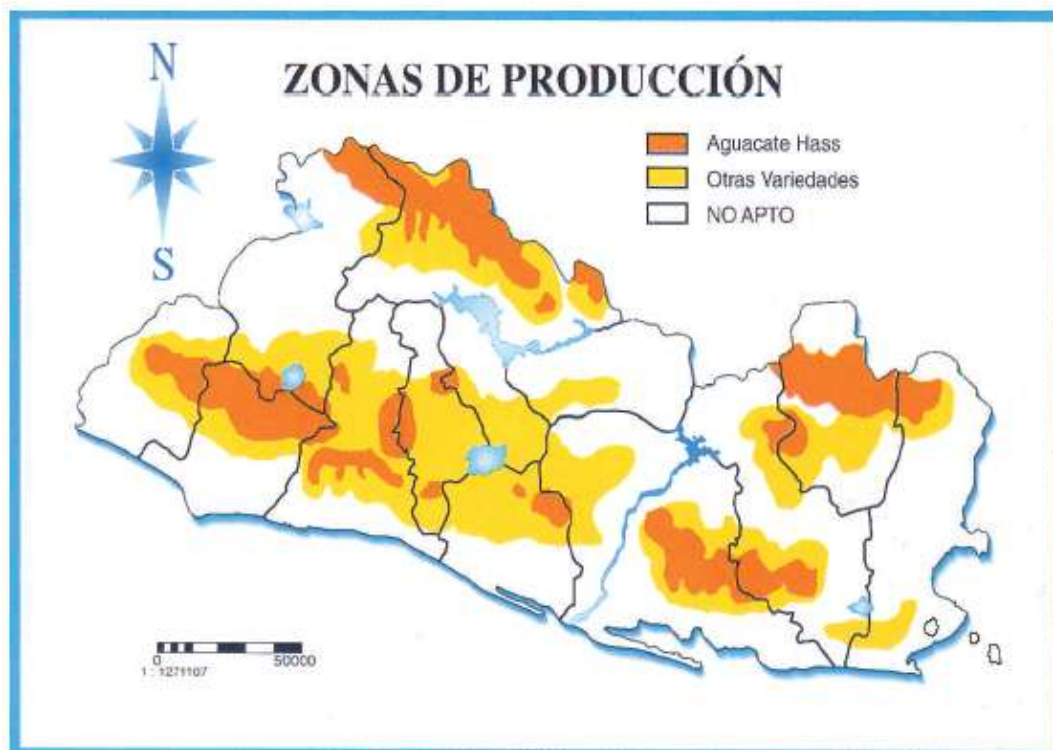 N
S
ZONAS DE PRODUCCIÓN
Aguacate Hass
Otras Variedades
NO APTO
0 50000
1 : 1271107